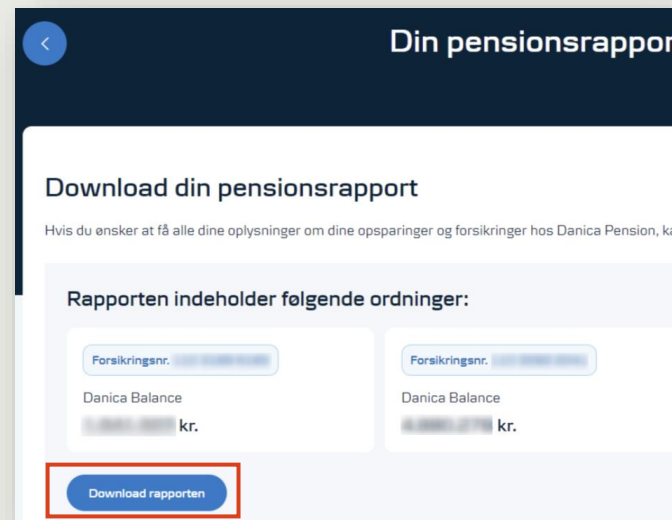 Din pensionsrappor
Download din pensionsrapport
Hvis du ønsker at få alle dine oplysninger om dine opsparinger og forsikringer hos Danica Pension, ka
Rapporten indeholder følgende ordninger:
Forsikringsnr.
Forsikringsnr.
Danica Balance
Danica Balance
kr.
kr.
Download rapporten